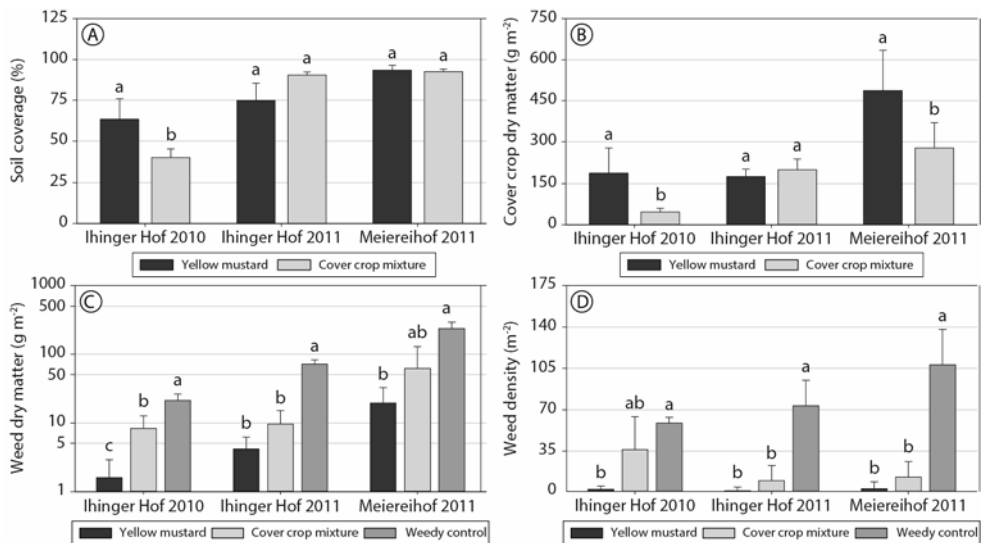 A
Soil coverage (%)
125
100
75
50
25
0
a
b
a
a
a
a
Ihinger Hof 2010 Ihinger Hof 2011 Meiereihof 2011
Yellow mustard Cover crop mixture
B
Cover crop dry matter (g m-2)
750
600
450
300
150
0
a
b
a
a
a
b
Ihinger Hof 2010 Ihinger Hof 2011 Meiereihof 2011
Yellow mustard Cover crop mixture
C
Weed dry matter (g m-2)
1000
500
100
50
10
5
1
c
b
a
b
b
a
b
ab
a
Ihinger Hof 2010 Ihinger Hof 2011 Meiereihof 2011
Yellow mustard Cover crop mixture Weedy control
D
Weed density (m-2)
175
140
105
70
35
0
b
ab
a
b
b
a
b
b
a
Ihinger Hof 2010 Ihinger Hof 2011 Meiereihof 2011
Yellow mustard Cover crop mixture Weedy control